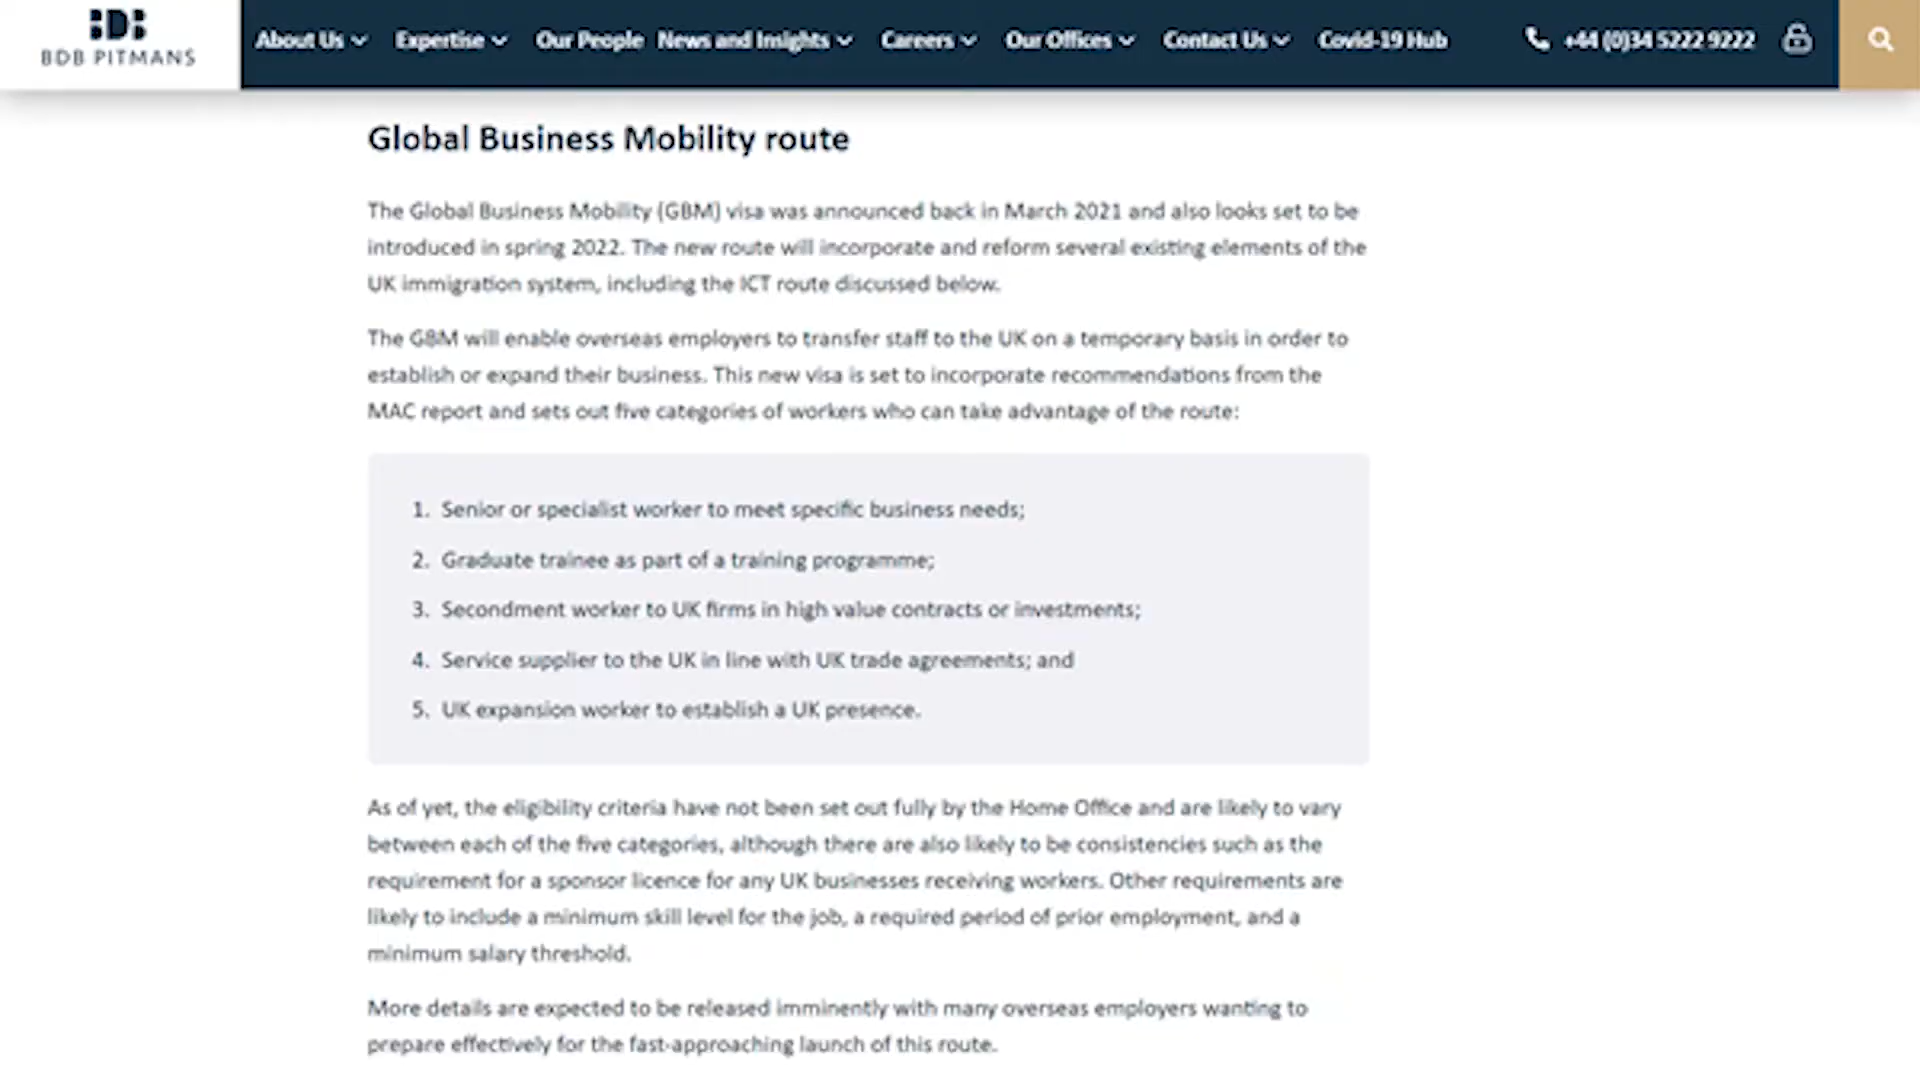 BDB PITMANS
About Us Expertise Our People News and Insights Careers Our Offices Contact Us Covid-19 Hub +44 (0)34 5222 9222
Global Business Mobility route
The Global Business Mobility (GBM) visa was announced back in March 2021 and also looks set to be
introduced in spring 2022. The new route will incorporate and reform several existing elements of the
UK immigration system, including the ICT route discussed below.
The GBM will enable overseas employers to transfer staff to the UK on a temporary basis in order to
establish or expand their business. This new visa is set to incorporate recommendations from the
MAC report and sets out five categories of workers who can take advantage of the route:
1. Senior or specialist worker to meet specific business needs;
2. Graduate trainee as part of a training programme;
3. Secondment worker to UK firms in high value contracts or investments;
4. Service supplier to the UK in line with UK trade agreements; and
5. UK expansion worker to establish a UK presence.
As of yet, the eligibility criteria have not been set out fully by the Home Office and are likely to vary
between each of the five categories, although there are also likely to be consistencies such as the
requirement for a sponsor licence for any UK businesses receiving workers. Other requirements are
likely to include a minimum skill level for the job, a required period of prior employment, and a
minimum salary threshold.
More details are expected to be released imminently with many overseas employers wanting to
prepare effectively for the fast-approaching launch of this route.